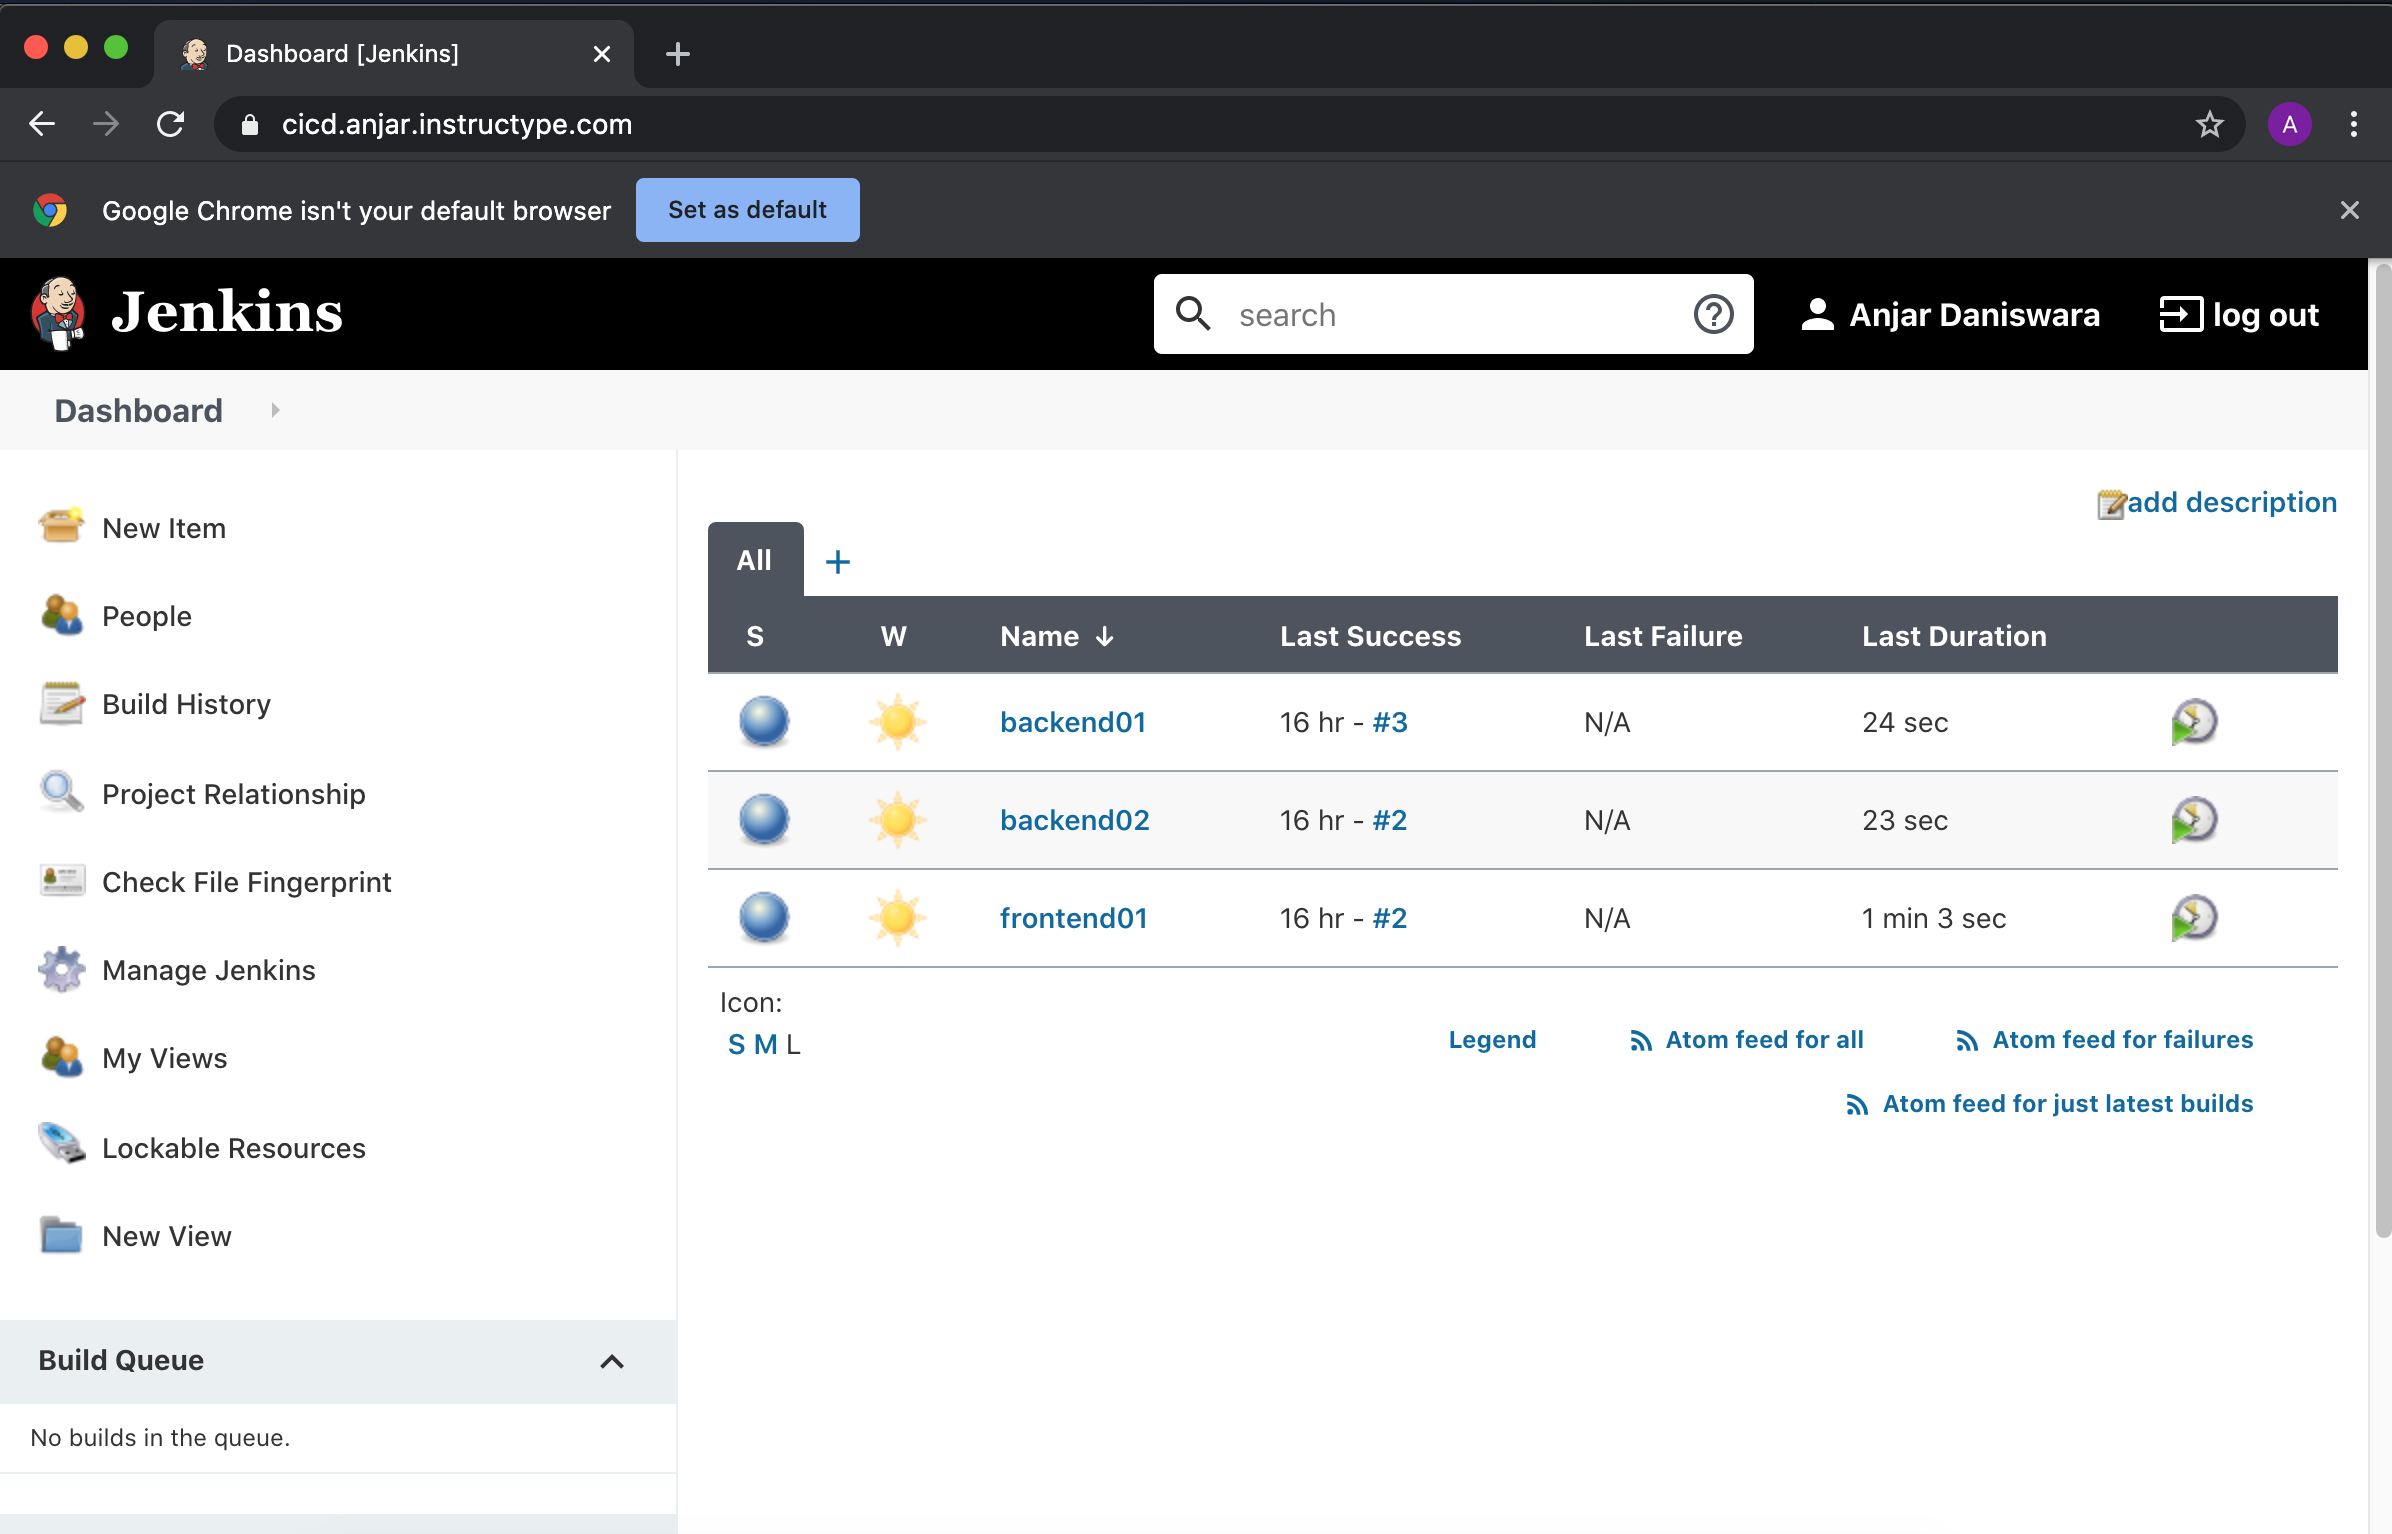 Dashboard [Jenkins]
cicd.anjar.instructype.com
A
Google Chrome isn't your default browser
Set as default
Jenkins
search
Anjar Daniswara
log out
Dashboard
New Item
People
Build History
Project Relationship
Check File Fingerprint
Manage Jenkins
My Views
Lockable Resources
New View
Build Queue
No builds in the queue.
add description
All +
S W Name ↓ Last Success Last Failure Last Duration
backend01 16 hr - #3 N/A 24 sec
backend02 16 hr - #2 N/A 23 sec
frontend01 16 hr - #2 N/A 1 min 3 sec
Icon:
S M L
Legend Atom feed for all Atom feed for failures
Atom feed for just latest builds